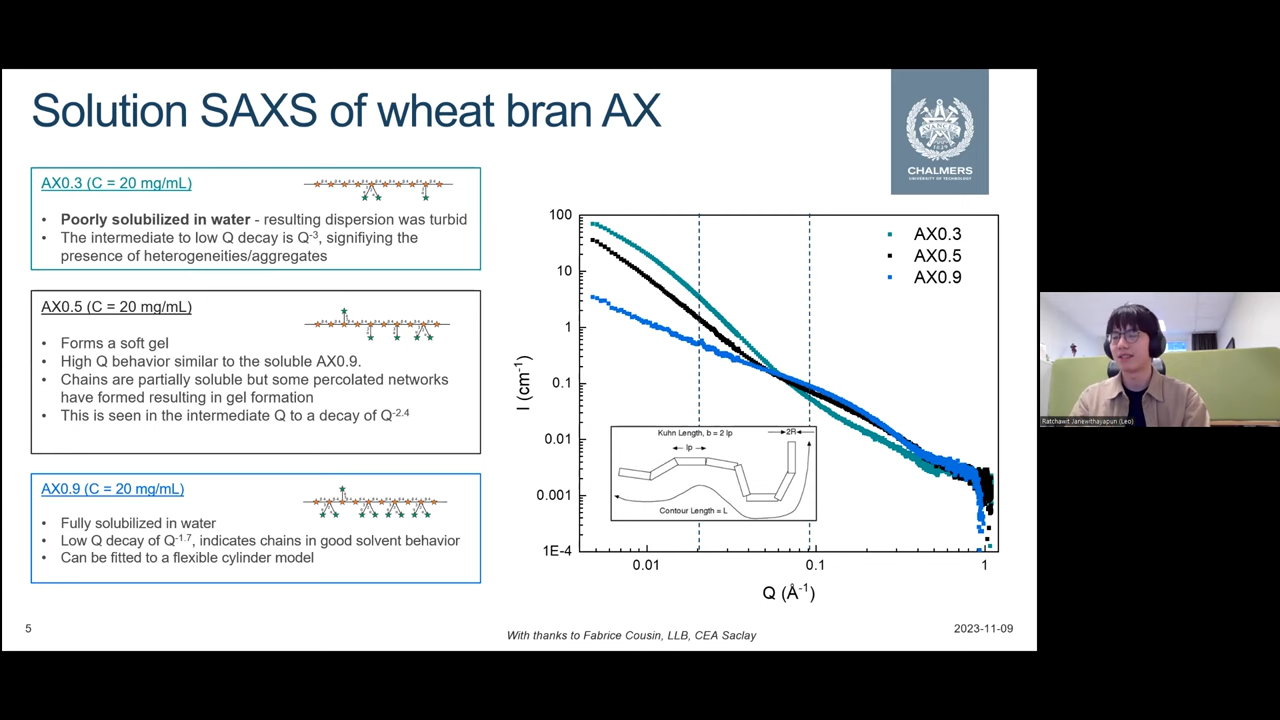 Solution SAXS of wheat bran AX
CHALMERS
UNIVERSITY OF TECHNOLOGY
AX0.3 (C = 20 mg/mL)
• Poorly solubilized in water - resulting dispersion was turbid
• The intermediate to low Q decay is Q-3, signifiying the
presence of heterogeneities/aggregates
AX0.5 (C = 20 mg/mL)
• Forms a soft gel
• High Q behavior similar to the soluble AX0.9.
• Chains are partially soluble but some percolated networks
have formed resulting in gel formation
• This is seen in the intermediate Q to a decay of Q-2.4
AX0.9 (C = 20 mg/mL)
• Fully solubilized in water
• Low Q decay of Q-1.7, indicates chains in good solvent behavior
• Can be fitted to a flexible cylinder model
AX0.3
AX0.5
AX0.9
100
10
1
0.1
0.01
0.001
1E-4
I (cm-1)
Kuhn Length, b = 2 lp
2R
lp
Contour Length = L
0.01
0.1
1
Q (Å-1)
5
With thanks to Fabrice Cousin, LLB, CEA Saclay
2023-11-09
Ratchawit Janewithayapun (Leo)